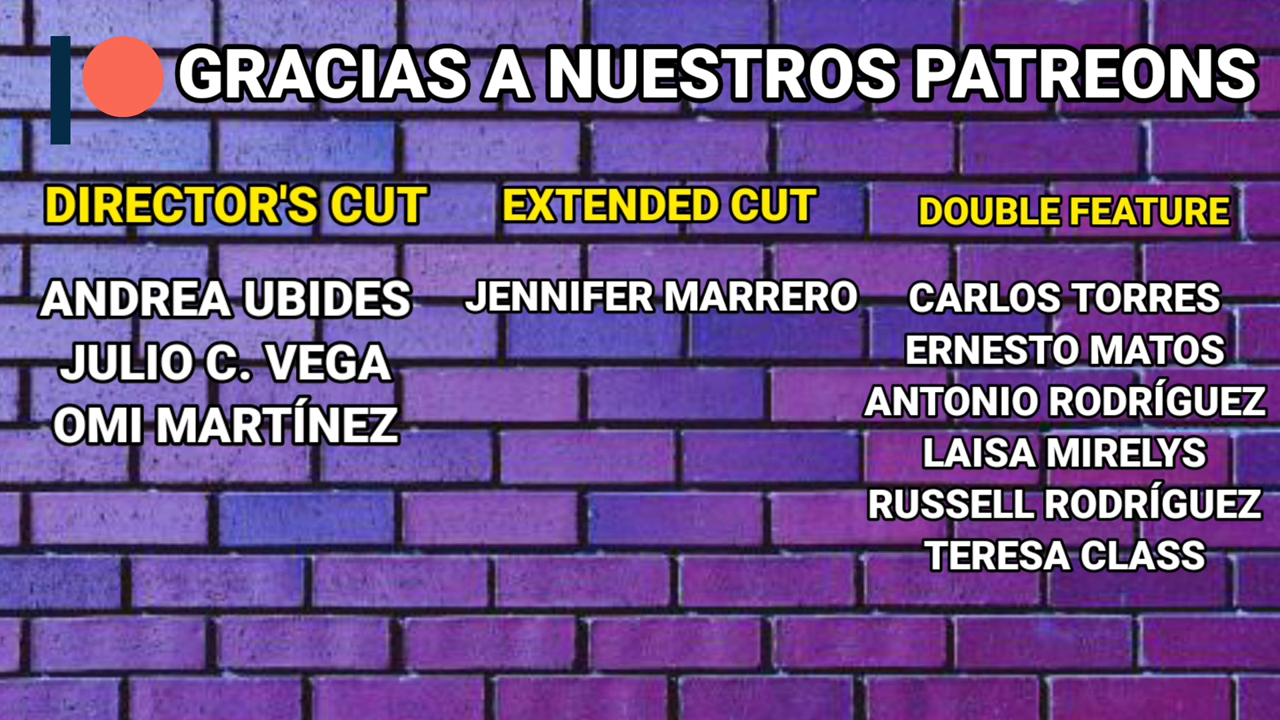 GRACIAS A NUESTROS PATREONS
DIRECTOR'S CUT
ANDREA UBIDES
JULIO C. VEGA
OMI MARTÍNEZ
EXTENDED CUT
JENNIFER MARRERO
DOUBLE FEATURE
CARLOS TORRES
ERNESTO MATOS
ANTONIO RODRÍGUEZ
LAISA MIRELYS
RUSSELL RODRÍGUEZ
TERESA CLASS